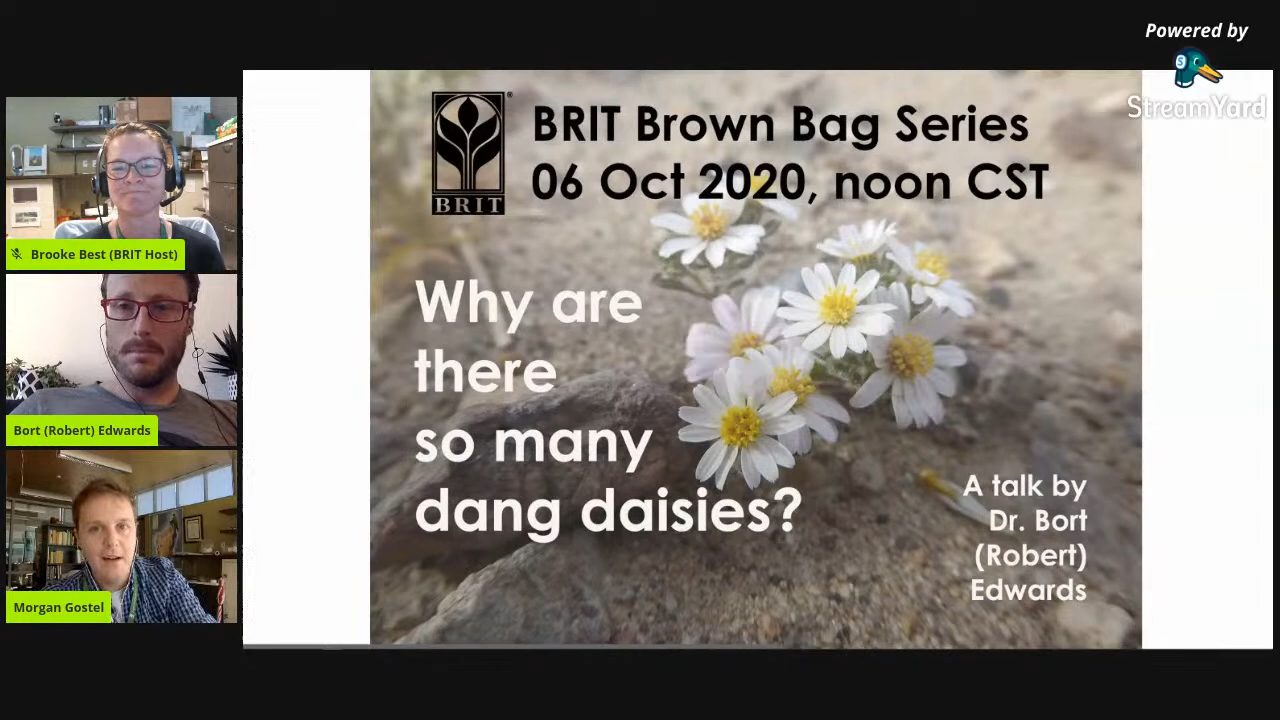 Powered by
StreamYard
BRIT Brown Bag Series
06 Oct 2020, noon CST
BRIT
Why are
there
so many
dang daisies?
A talk by
Dr. Bort
(Robert)
Edwards
Brooke Best (BRIT Host)
Bort (Robert) Edwards
Morgan Gostel